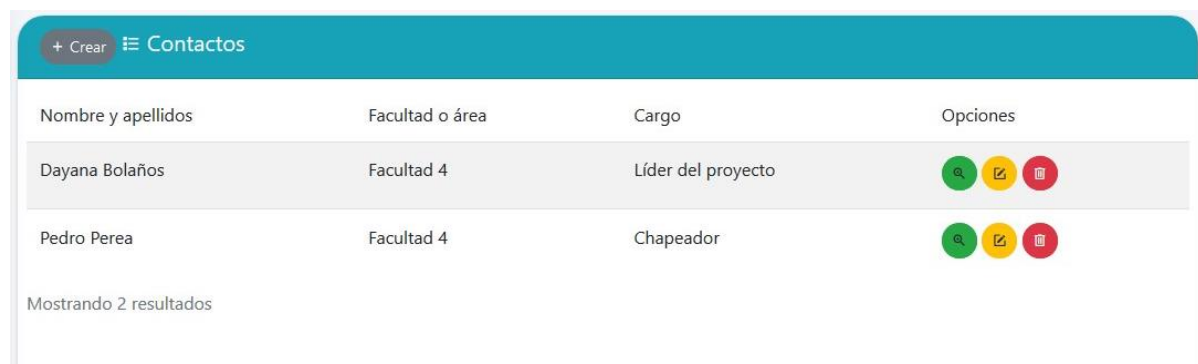 + Crear Contactos
Nombre y apellidos Facultad o área Cargo Opciones
Dayana Bolaños Facultad 4 Líder del proyecto
Pedro Perea Facultad 4 Chapeador
Mostrando 2 resultados